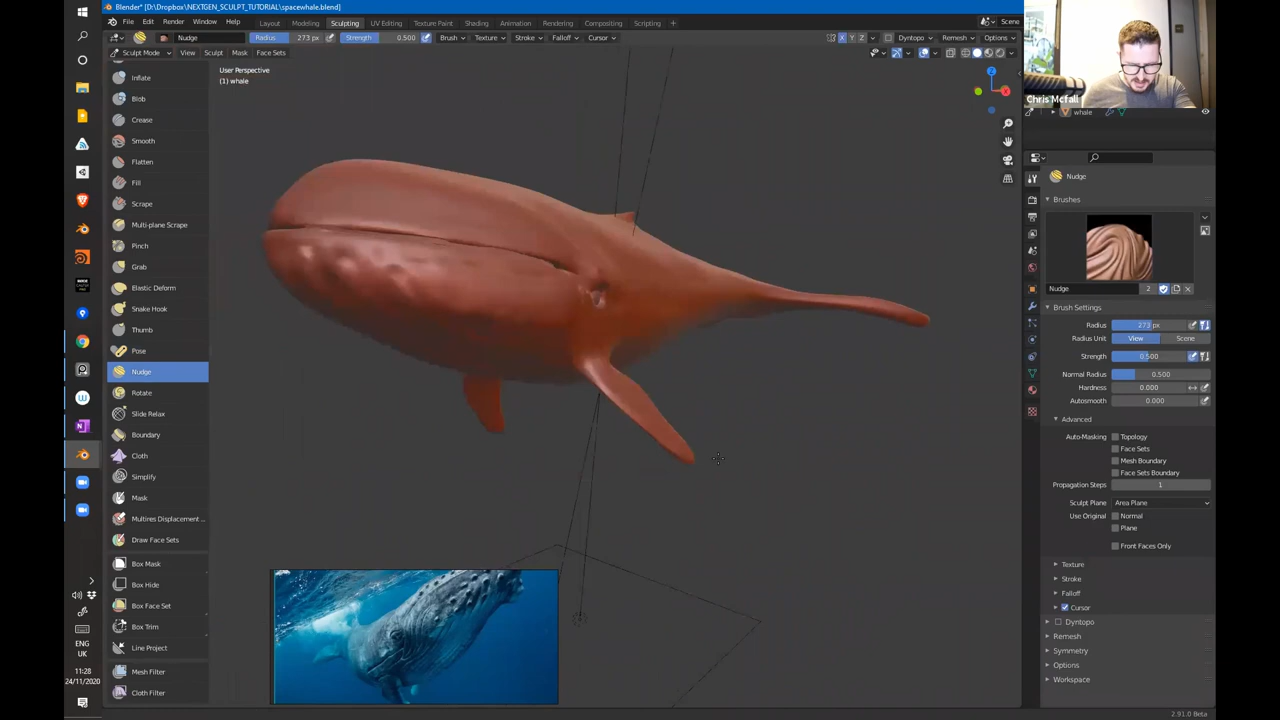 Blender* [D:\Dropbox\NEXTGEN_SCULPT_TUTORIAL\spacewhale.blend]
File Edit Render Window Help Layout Modeling Sculpting UV Editing Texture Paint Shading Animation Rendering Compositing Scripting + Scene
Nudge Radius 273 px Strength 0.500 Brush Texture Stroke Falloff Cursor X Y Z Dyntopo Remesh Options
Sculpt Mode View Sculpt Mask Face Sets
User Perspective
(1) whale
Inflate
Blob
Crease
Smooth
Flatten
Fill
Scrape
Multi-plane Scrape
Pinch
Grab
Elastic Deform
Snake Hook
Thumb
Pose
Nudge
Rotate
Slide Relax
Boundary
Cloth
Simplify
Mask
Multires Displacement ...
Draw Face Sets
Box Mask
Box Hide
Box Face Set
Box Trim
Line Project
Mesh Filter
Cloth Filter
Chris Mcfall
whale
Nudge
Brushes
Nudge 2
Brush Settings
Radius 273 px
Radius Unit View Scene
Strength 0.500
Normal Radius 0.500
Hardness 0.000
Autosmooth 0.000
Advanced
Auto-Masking Topology
Face Sets
Mesh Boundary
Face Sets Boundary
Propagation Steps 1
Sculpt Plane Area Plane
Use Original Normal
Plane
Front Faces Only
Texture
Stroke
Falloff
Cursor
Dyntopo
Remesh
Symmetry
Options
Workspace
2.91.0 Beta
ENG
UK
11:28
24/11/2020